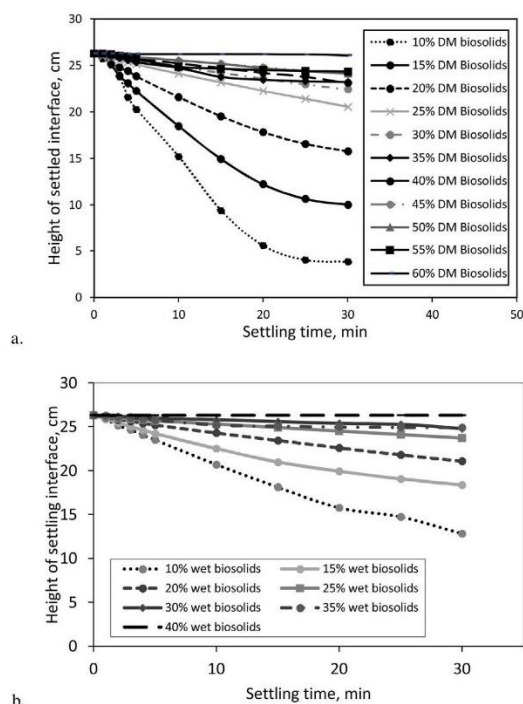 30
25
20
15
10
5
0
Height of settled interface, cm
10% DM biosolids
15% DM biosolids
20% DM biosolids
25% DM Biosolids
30% DM Biosolids
35% DM Biosolids
40% DM Biosolids
45% DM Biosolids
50% DM Biosolids
55% DM Biosolids
60% DM Biosolids
0 10 20 30 40 50
Settling time, min
a.
30
25
20
15
10
5
0
Height of settling interface, cm
10% wet biosolids 15% wet biosolids
20% wet biosolids 25% wet biosolids
30% wet biosolids 35% wet biosolids
40% wet biosolids
0 10 20 30
Settling time, min
b.